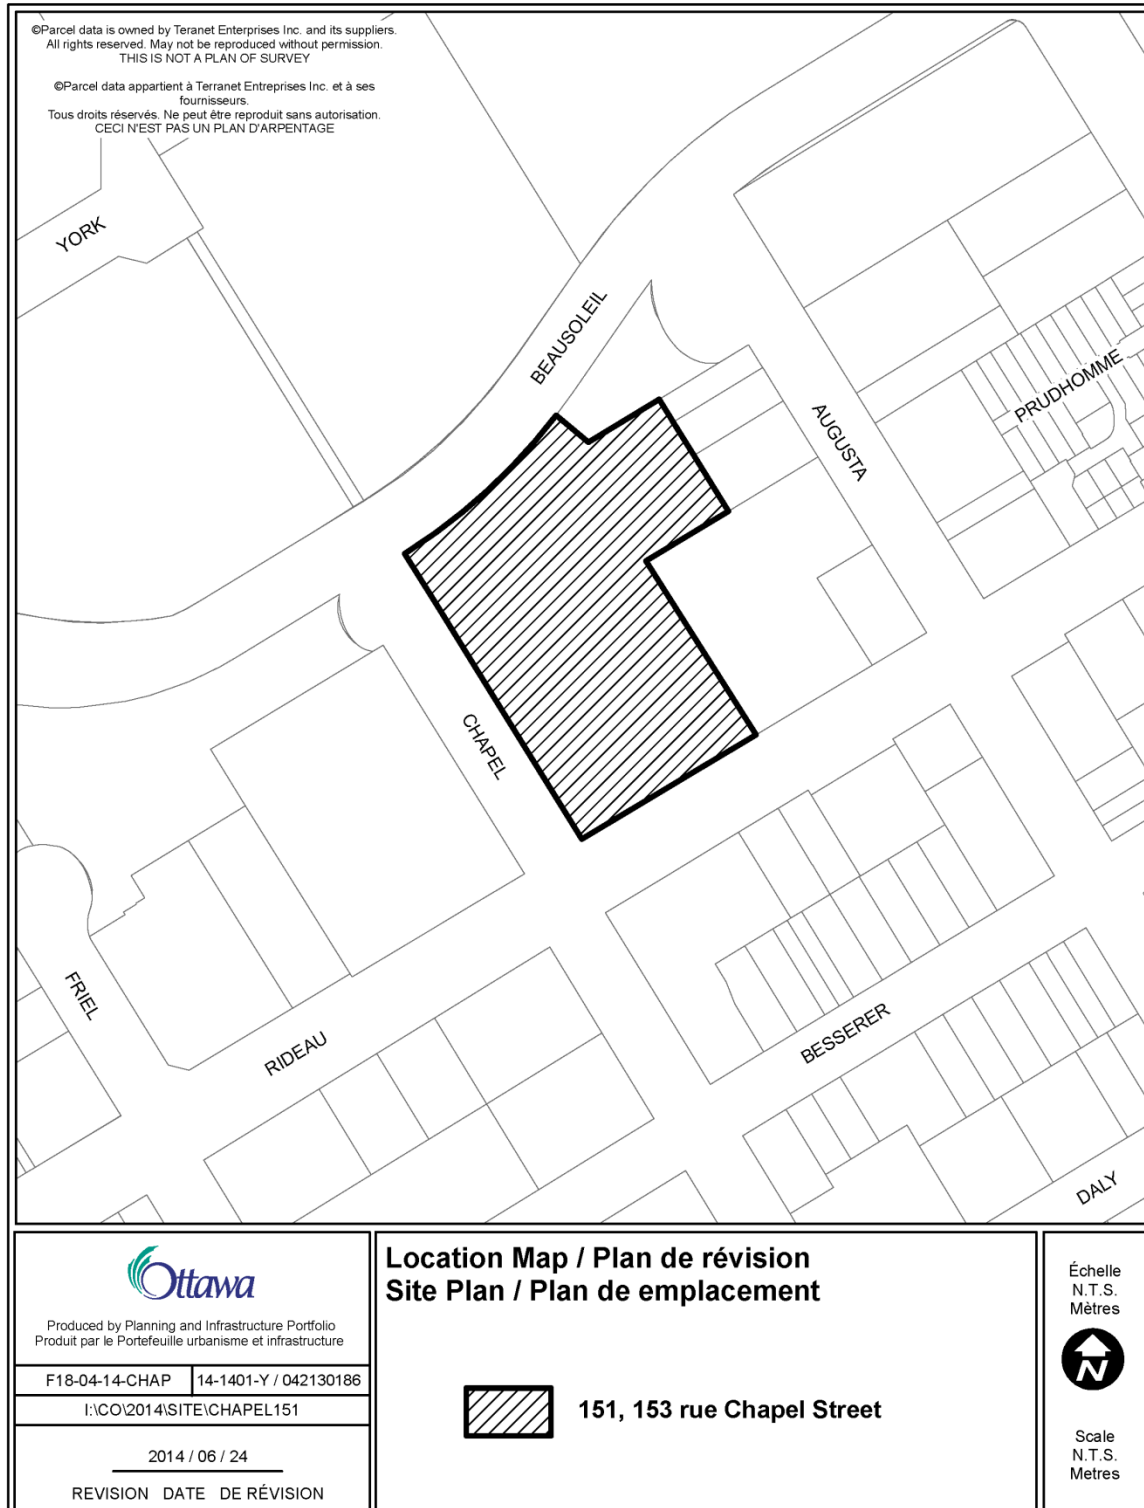 ©Parcel data is owned by Teranet Enterprises Inc. and its suppliers.
All rights reserved. May not be reproduced without permission.
THIS IS NOT A PLAN OF SURVEY
©Parcel data appartient à Terranet Entreprises Inc. et à ses
fournisseurs.
Tous droits réservés. Ne peut être reproduit sans autorisation.
CECI N'EST PAS UN PLAN D'ARPENTAGE
YORK
BEAUSOLEIL
PRUDHOMME
AUGUSTA
CHAPEL
FRIEL
RIDEAU
BESSERER
DALY
Ottawa
Produced by Planning and Infrastructure Portfolio
Produit par le Portefeuille urbanisme et infrastructure
F18-04-14-CHAP
14-1401-Y / 042130186
I:\CO\2014\SITE\CHAPEL151
2014 / 06 / 24
REVISION DATE DE RÉVISION
Location Map / Plan de révision
Site Plan / Plan de emplacement
151, 153 rue Chapel Street
Échelle
N.T.S.
Mètres
N
Scale
N.T.S.
Metres